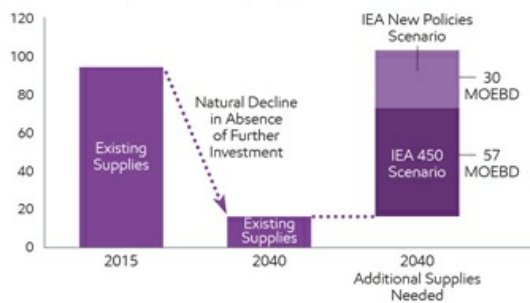 120
100
80
60
40
20
0
Existing
Supplies
Natural Decline
in Absence
of Further
Investment
Existing
Supplies
IEA New Policies
Scenario
30
MOEBD
IEA 450
Scenario
57
MOEBD
2015
2040
2040
Additional Supplies
Needed